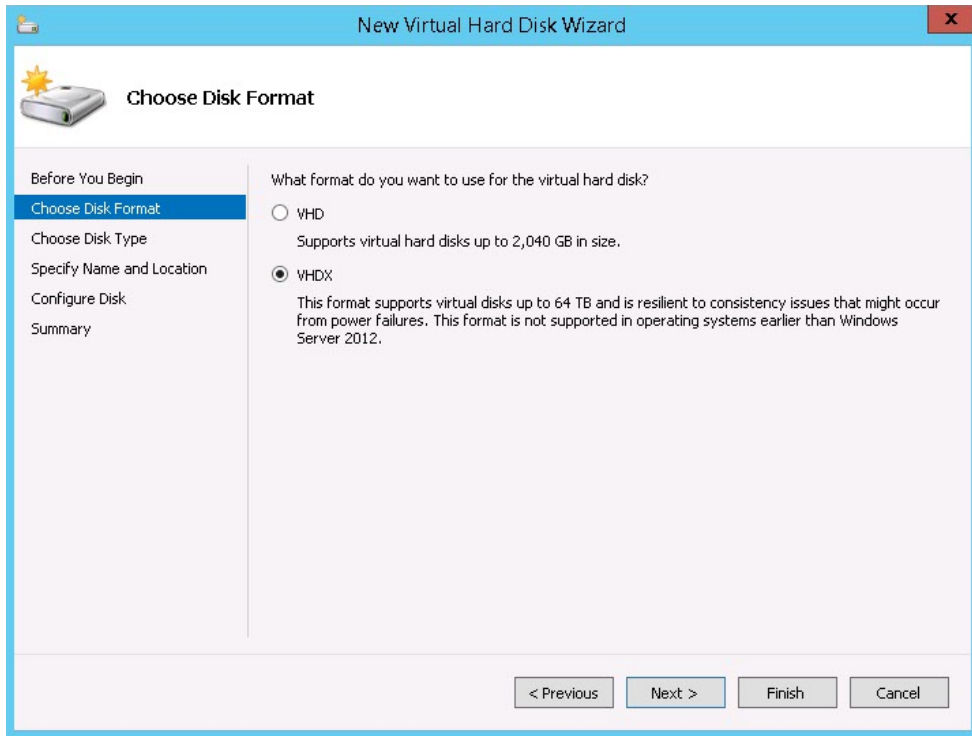 New Virtual Hard Disk Wizard
x
Choose Disk Format
Before You Begin
Choose Disk Format
Choose Disk Type
Specify Name and Location
Configure Disk
Summary
What format do you want to use for the virtual hard disk?
VHD
Supports virtual hard disks up to 2,040 GB in size.
VHDX
This format supports virtual disks up to 64 TB and is resilient to consistency issues that might occur
from power failures. This format is not supported in operating systems earlier than Windows
Server 2012.
< Previous
Next >
Finish
Cancel